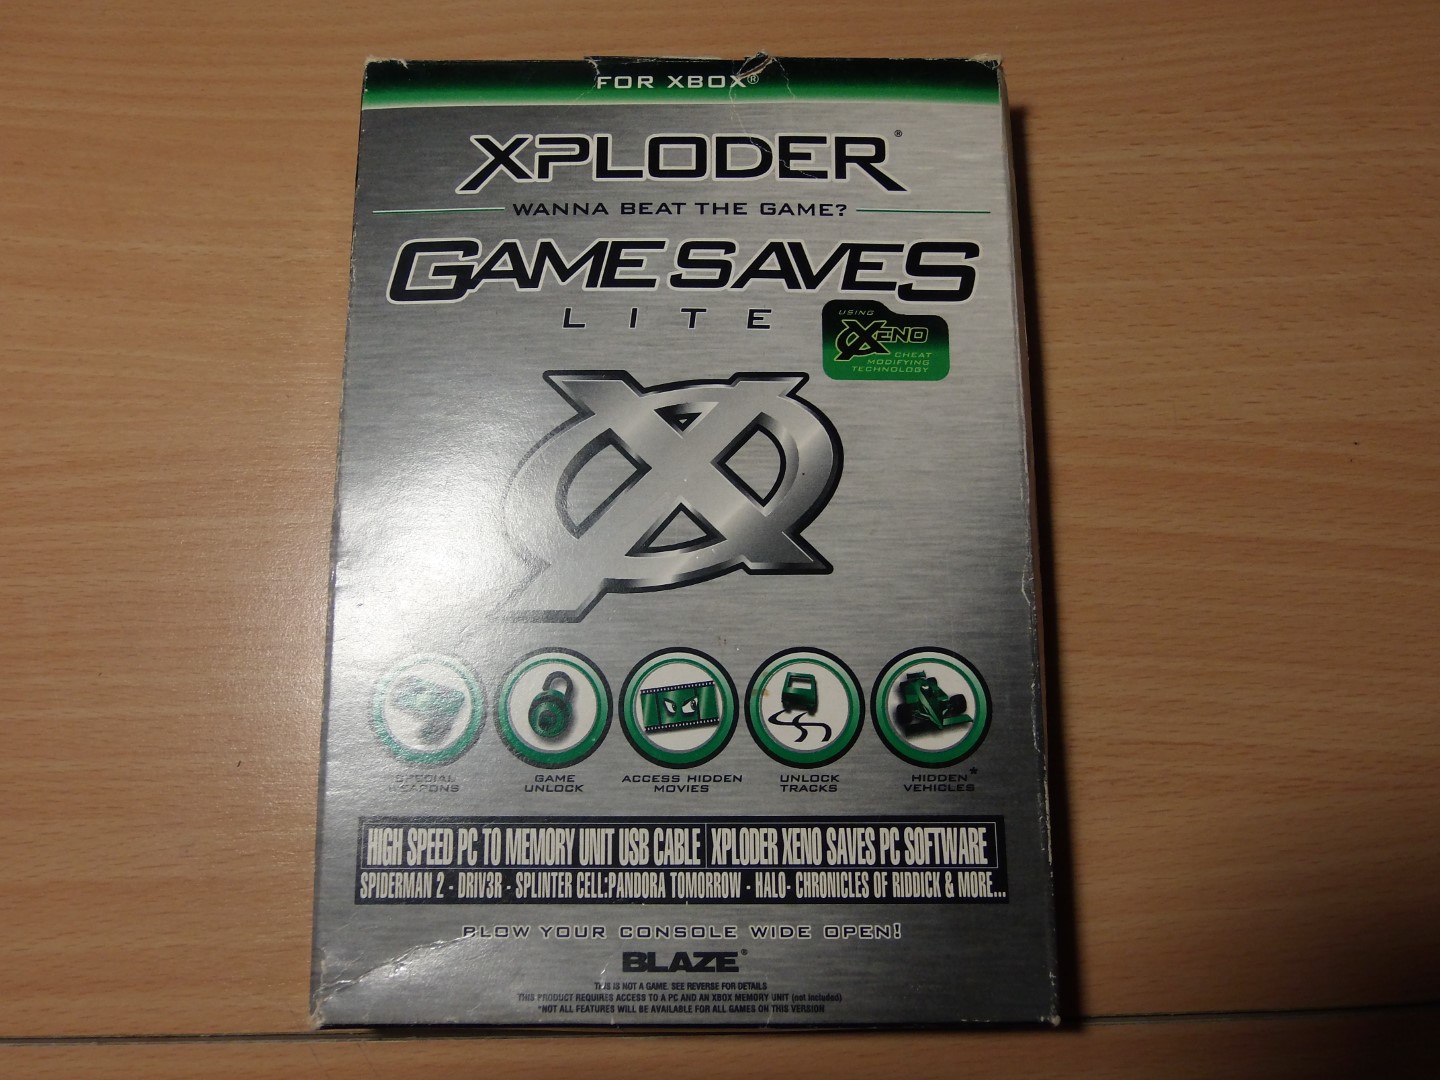 FOR XBOX®
XPLODER®
WANNA BEAT THE GAME?
GAME SAVES
LITE
USING
XENO
CHEAT
MODIFYING
TECHNOLOGY
SPECIAL
WEAPONS
GAME
UNLOCK
ACCESS HIDDEN
MOVIES
UNLOCK
TRACKS
HIDDEN*
VEHICLES
HIGH SPEED PC TO MEMORY UNIT USB CABLE XPLODER XENO SAVES PC SOFTWARE
SPIDERMAN 2 - DRIV3R - SPLINTER CELL:PANDORA TOMORROW - HALO- CHRONICLES OF RIDDICK & MORE...
BLOW YOUR CONSOLE WIDE OPEN!
BLAZE®
THIS IS NOT A GAME. SEE REVERSE FOR DETAILS
THIS PRODUCT REQUIRES ACCESS TO A PC AND AN XBOX MEMORY UNIT (not included)
*NOT ALL FEATURES WILL BE AVAILABLE FOR ALL GAMES ON THIS VERSION